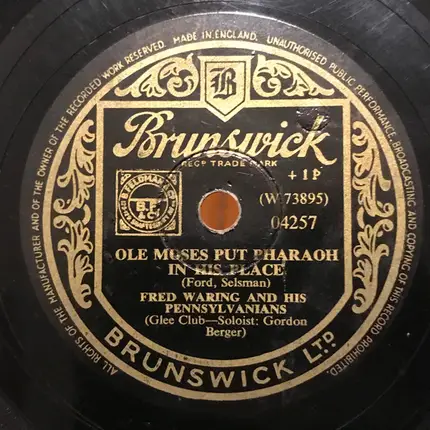 ALL RIGHTS OF THE MANUFACTURER AND OF THE OWNER OF THE RECORDED WORK RESERVED. MADE IN ENGLAND. UNAUTHORISED PUBLIC PERFORMANCE, BROADCASTING AND COPYING OF THIS RECORD PROHIBITED.
B
Brunswick
REGD TRADE MARK
+1P
B.F.
& Co
(W 73895)
04257
OLE MOSES PUT PHARAOH
IN HIS PLACE
(Ford, Selsman)
FRED WARING AND HIS
PENNSYLVANIANS
(Glee Club—Soloist: Gordon
Berger)
BRUNSWICK LTD